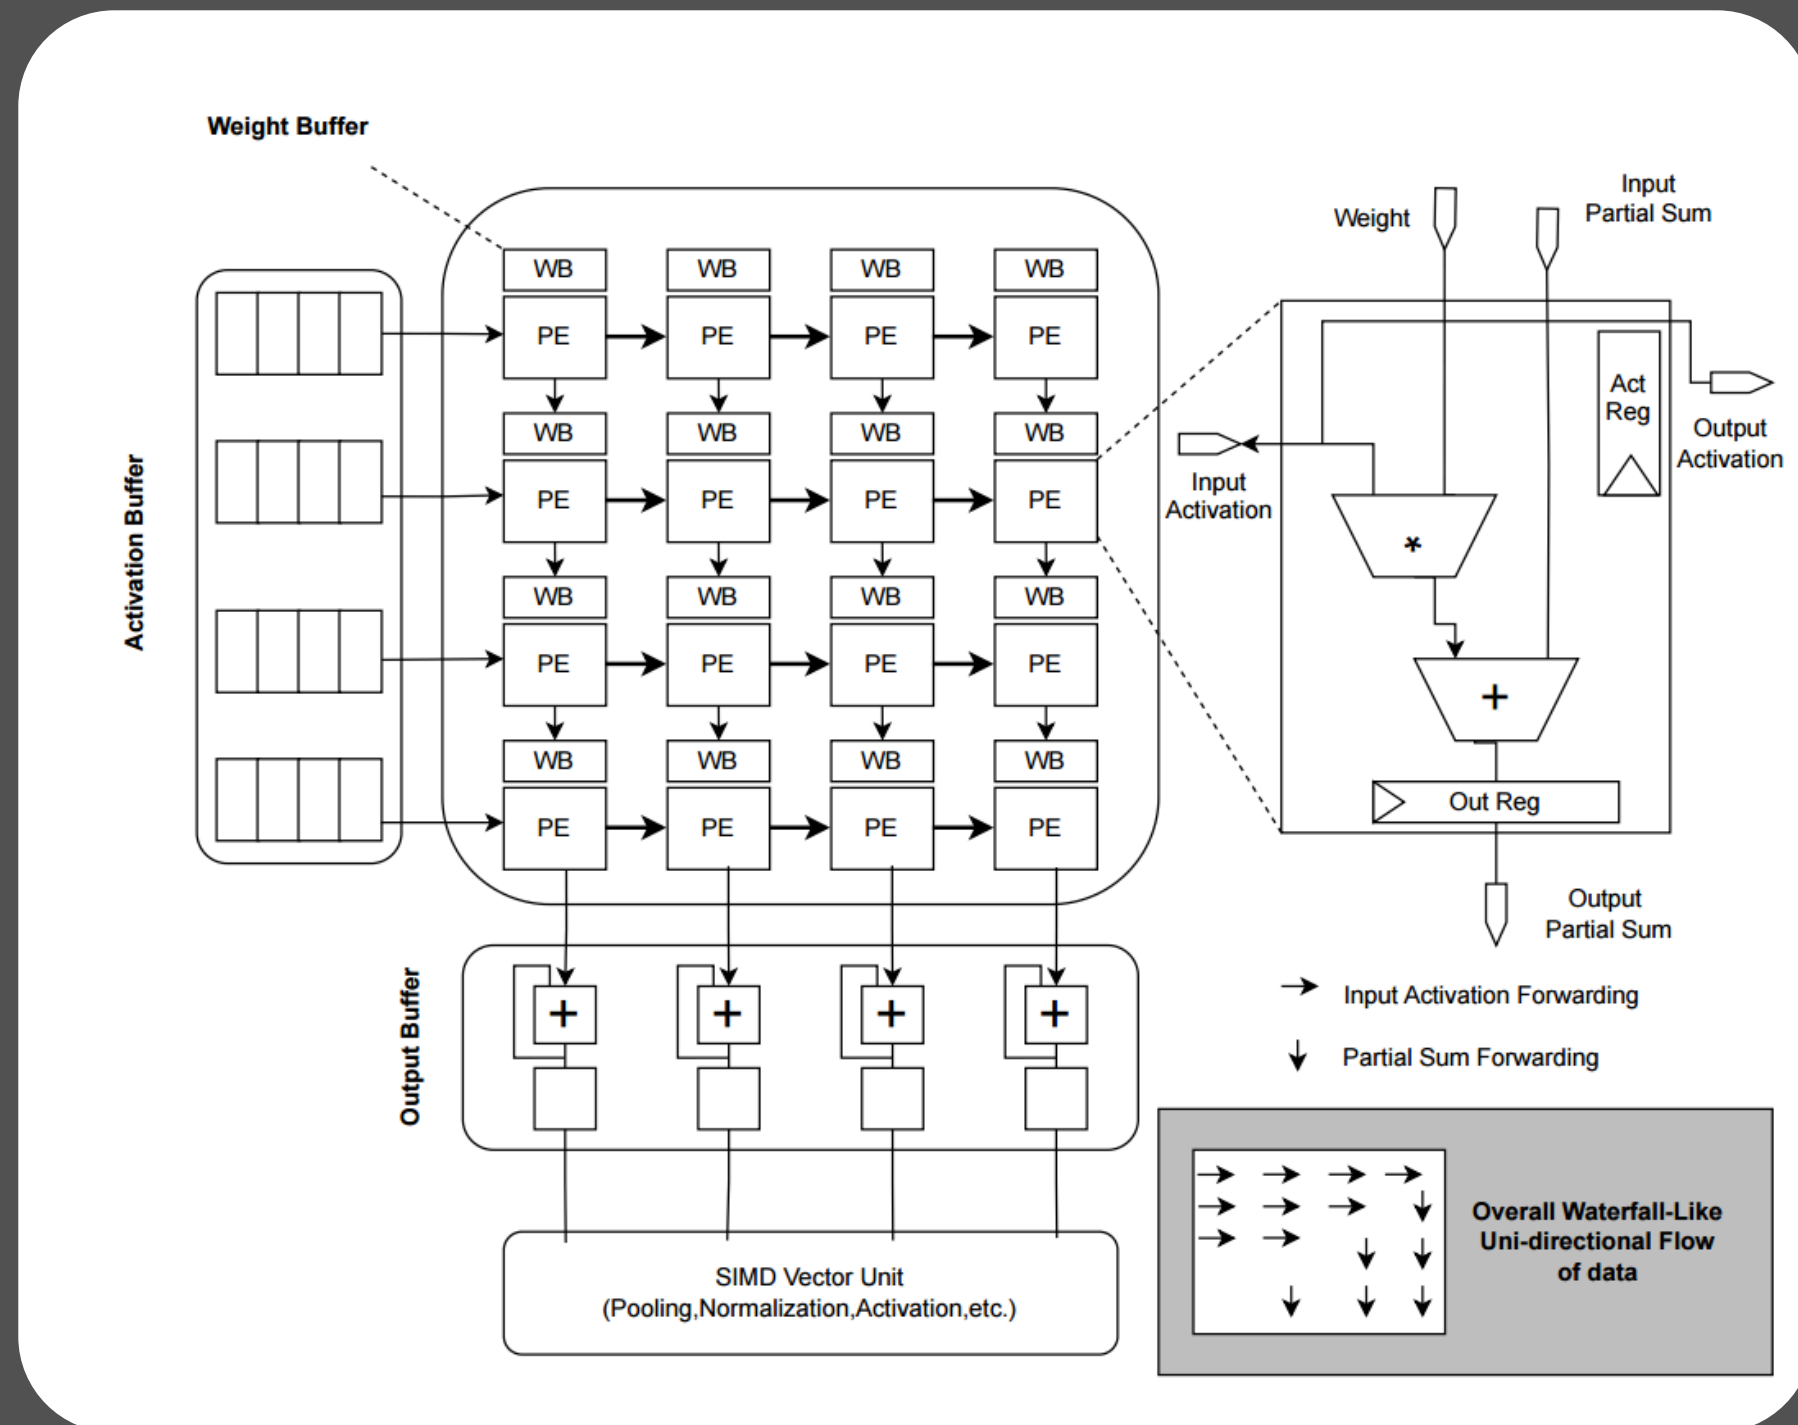 Weight Buffer
Activation Buffer
WB WB WB WB
PE PE PE PE
WB WB WB WB
PE PE PE PE
WB WB WB WB
PE PE PE PE
WB WB WB WB
PE PE PE PE
Output Buffer
+ + + +
SIMD Vector Unit
(Pooling,Normalization,Activation,etc.)
Weight
Input
Partial Sum
Act
Reg
Output
Activation
Input
Activation
*
+
Out Reg
Output
Partial Sum
Input Activation Forwarding
Partial Sum Forwarding
Overall Waterfall-Like
Uni-directional Flow
of data